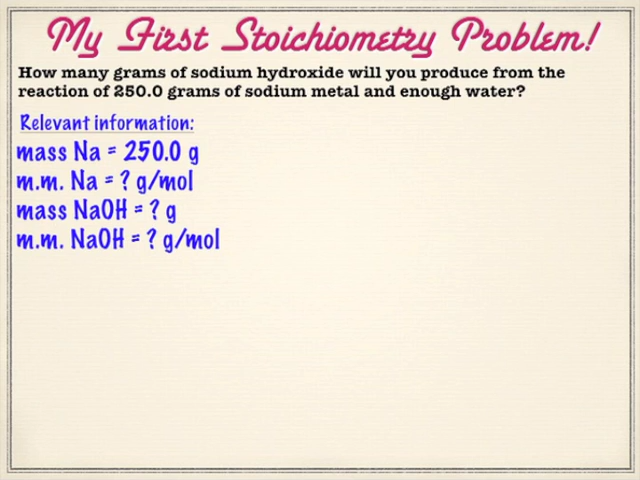 My First Stoichiometry Problem!
How many grams of sodium hydroxide will you produce from the
reaction of 250.0 grams of sodium metal and enough water?
Relevant information:
mass Na = 250.0 g
m.m. Na = ? g/mol
mass NaOH = ? g
m.m. NaOH = ? g/mol